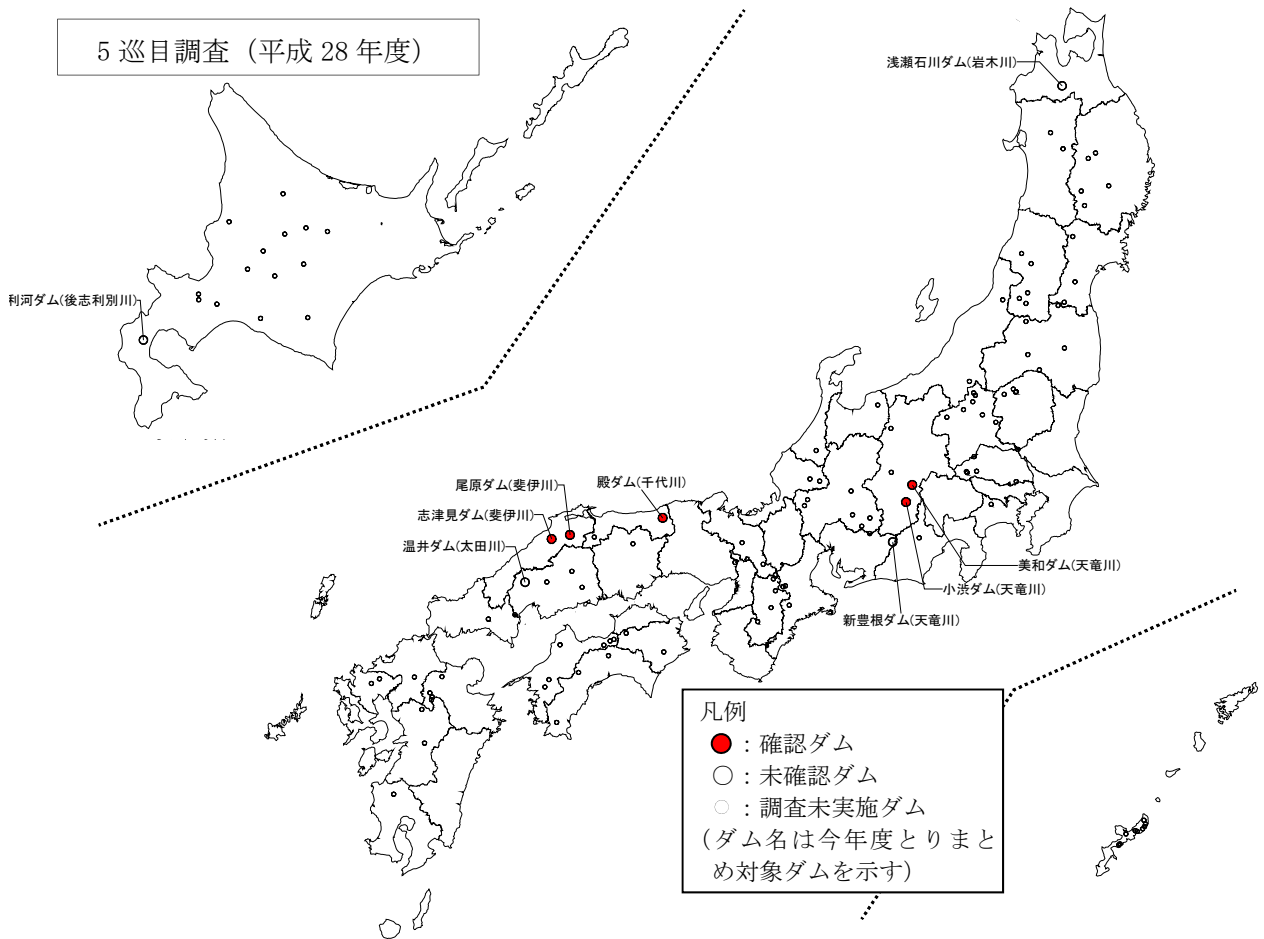 5巡目調査（平成28年度）
浅瀬石川ダム(岩木川)
利河ダム(後志利別川)
尾原ダム(斐伊川)
殿ダム(千代川)
志津見ダム(斐伊川)
温井ダム(太田川)
美和ダム(天竜川)
小渋ダム(天竜川)
新豊根ダム(天竜川)
凡例
：確認ダム
：未確認ダム
：調査未実施ダム
(ダム名は今年度とりまと
め対象ダムを示す)